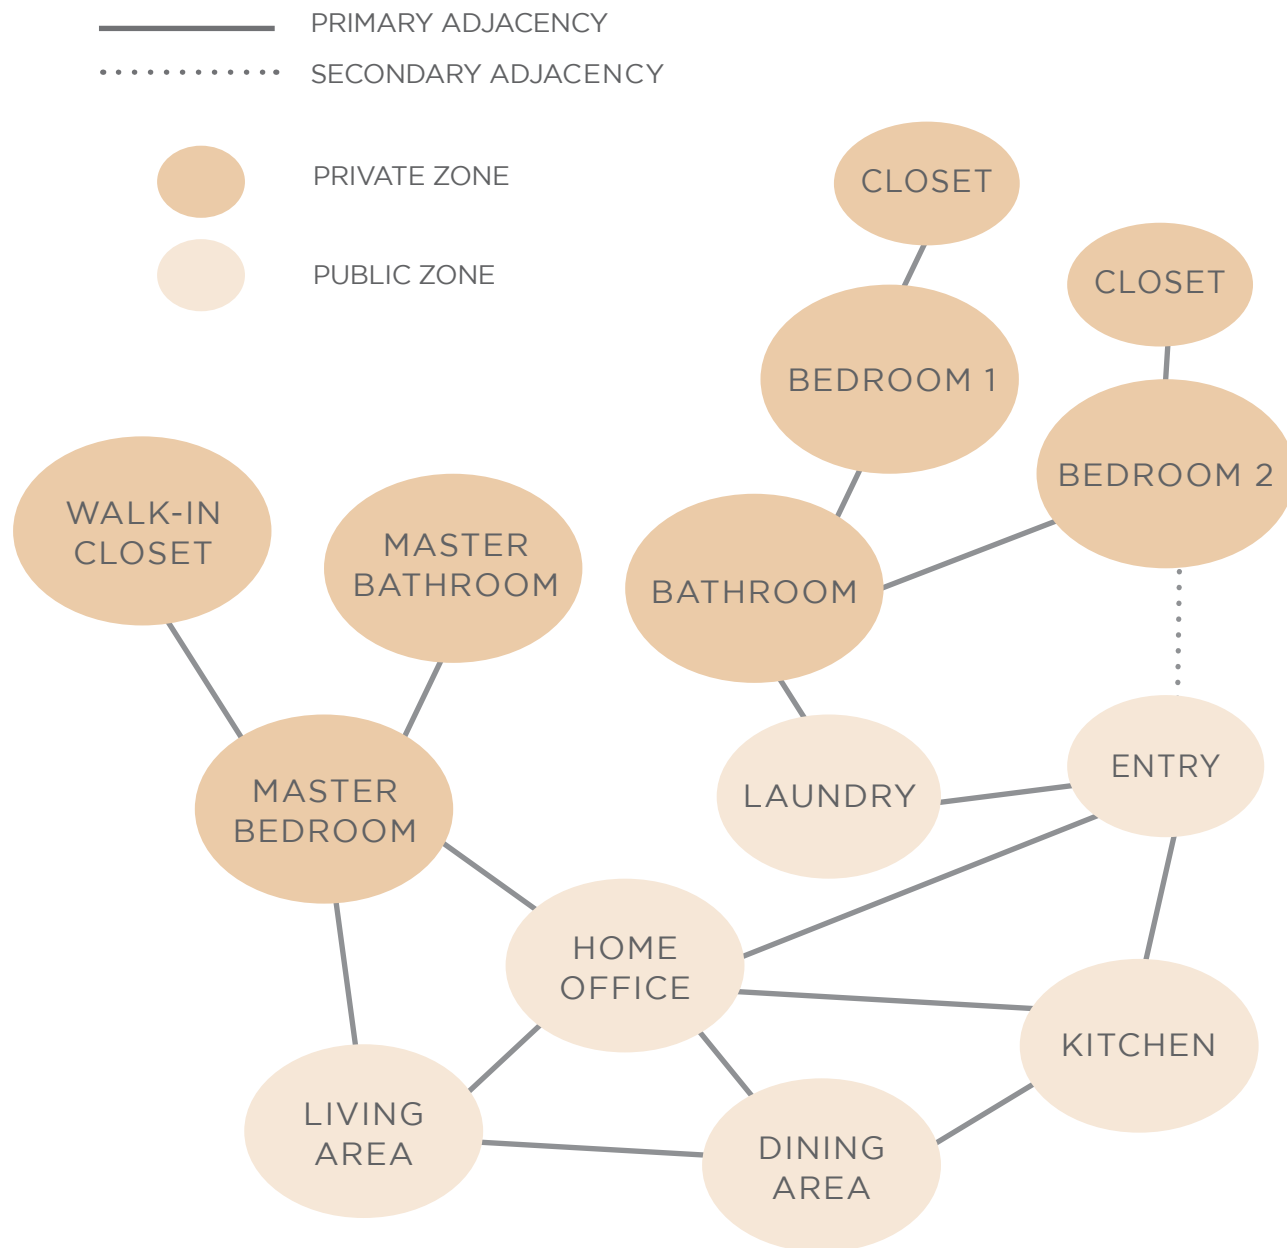 PRIMARY ADJACENCY
SECONDARY ADJACENCY
PRIVATE ZONE
PUBLIC ZONE
CLOSET
CLOSET
BEDROOM 1
BEDROOM 2
WALK-IN
CLOSET
MASTER
BATHROOM
BATHROOM
MASTER
BEDROOM
LAUNDRY
ENTRY
HOME
OFFICE
KITCHEN
LIVING
AREA
DINING
AREA